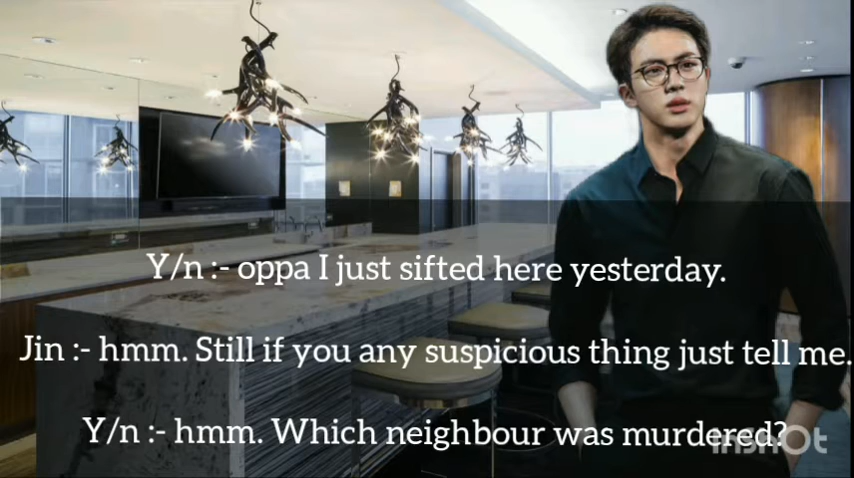 Y/n :- oppa I just sifted here yesterday.
Jin :- hmm. Still if you any suspicious thing just tell me.
Y/n :- hmm. Which neighbour was murdered?
InShOt